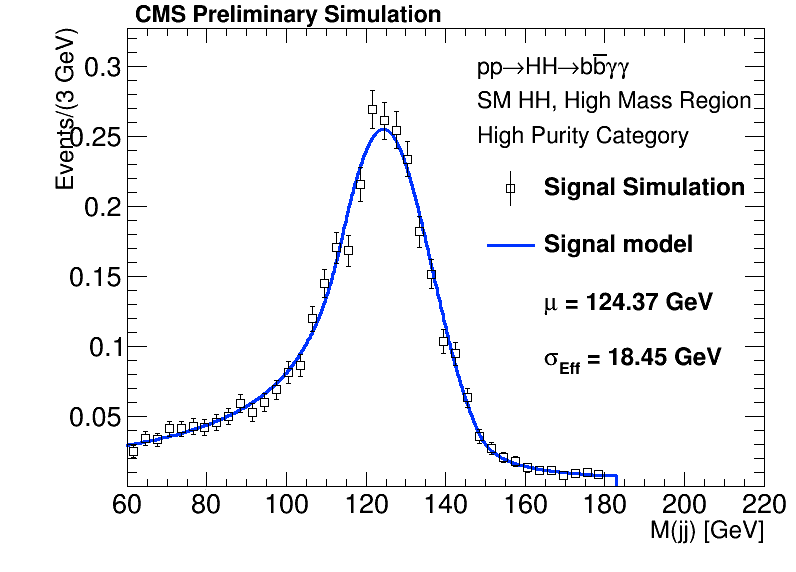 CMS Preliminary Simulation
Events/(3 GeV)
0.3
0.25
0.2
0.15
0.1
0.05
pp→HH→bb̅γγ
SM HH, High Mass Region
High Purity Category
Signal Simulation
Signal model
μ = 124.37 GeV
σEff = 18.45 GeV
60 80 100 120 140 160 180 200 220
M(jj) [GeV]